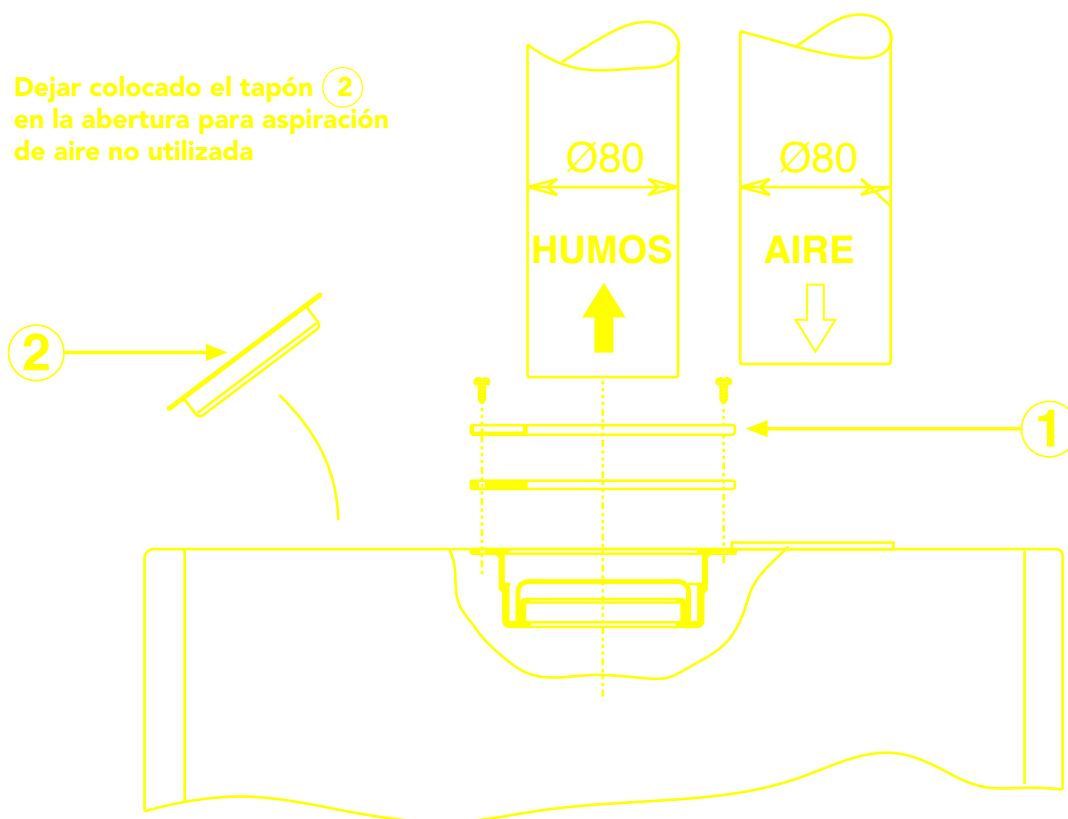 Dejar colocado el tapón 2
en la abertura para aspiración
de aire no utilizada
Ø80
Ø80
HUMOS
AIRE
2
1